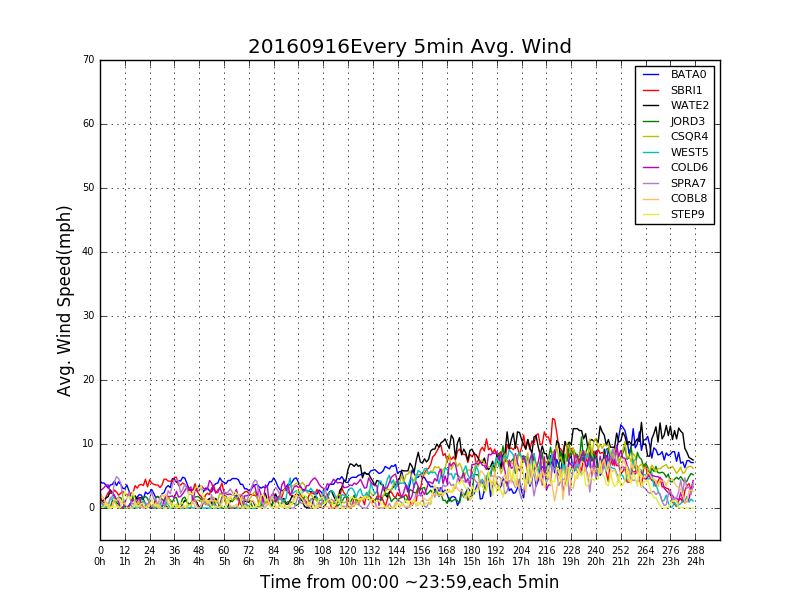 20160916Every 5min Avg. Wind
70
60
50
40
30
20
10
0
Avg. Wind Speed(mph)
BATA0
SBRI1
WATE2
JORD3
CSQR4
WEST5
COLD6
SPRA7
COBL8
STEP9
0 12 24 36 48 60 72 84 96 108 120 132 144 156 168 180 192 204 216 228 240 252 264 276 288
0h 1h 2h 3h 4h 5h 6h 7h 8h 9h 10h 11h 12h 13h 14h 15h 16h 17h 18h 19h 20h 21h 22h 23h 24h
Time from 00:00 ~23:59,each 5min